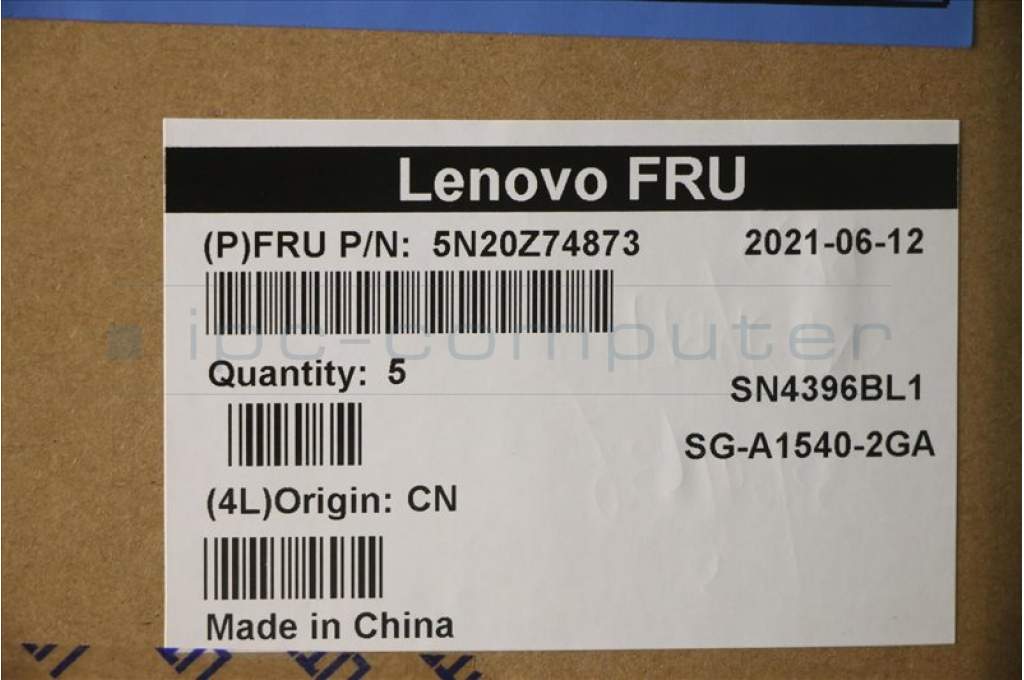 Lenovo FRU
(P)FRU P/N: 5N20Z74873 2021-06-12
ipc-computer
Quantity: 5
SN4396BL1
SG-A1540-2GA
(4L)Origin: CN
Made in China